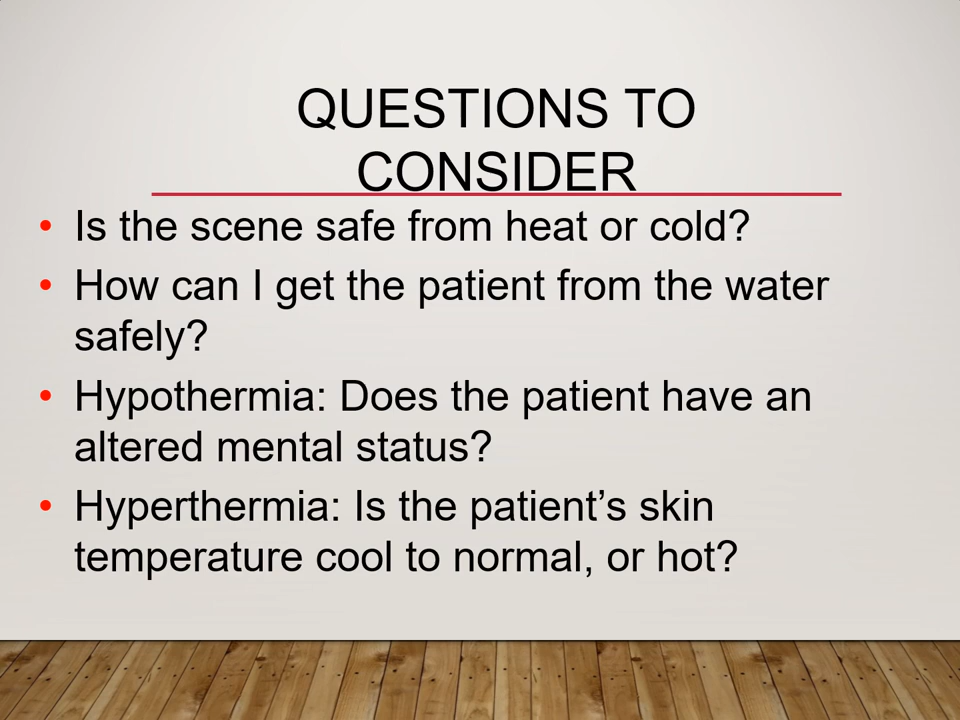 QUESTIONS TO
CONSIDER
• Is the scene safe from heat or cold?
• How can I get the patient from the water
safely?
• Hypothermia: Does the patient have an
altered mental status?
• Hyperthermia: Is the patient’s skin
temperature cool to normal, or hot?